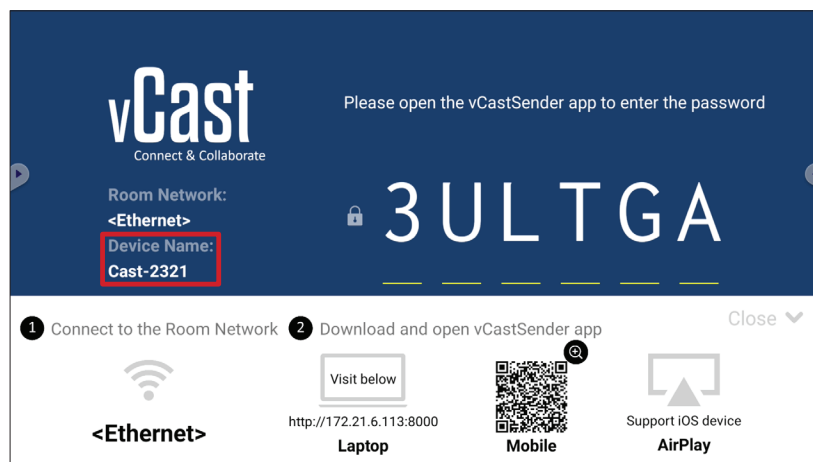 vCast
Connect & Collaborate
Please open the vCastSender app to enter the password
Room Network:
<Ethernet>
Device Name:
Cast-2321
3ULTGA
Close
1 Connect to the Room Network
2 Download and open vCastSender app
<Ethernet>
Visit below
http://172.21.6.113:8000
Laptop
Mobile
Support iOS device
AirPlay